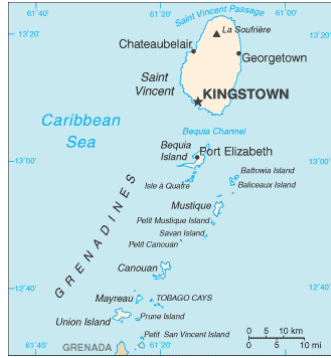 61°40'
61°20'
61°00'
Saint Vincent Passage
13°20'
13°20'
La Soufrière
Chateaubelair
Georgetown
Saint
Vincent
KINGSTOWN
Caribbean
Sea
Bequia Channel
Bequia
Island
Port Elizabeth
13°00'
13°00'
Battowia Island
Baliceaux Island
Isle à Quatre
Mustique
Petit Mustique Island
Savan Island
Petit Canouan
GRENADINES
Canouan
12°40'
12°40'
Mayreau
TOBAGO CAYS
Union Island
Prune Island
Petit San Vincent Island
GRENADA
0 5 10 km
0 5 10 mi
61°40'
61°20'
61°00'